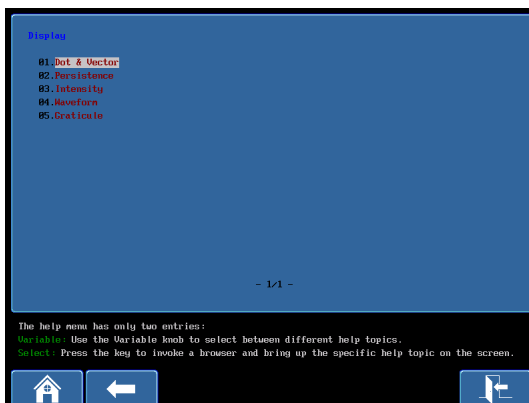 Display
01.Dot & Vector
02.Persistence
03.Intensity
04.Waveform
05.Graticule
- 1/1 -
The help menu has only two entries:
Variable: Use the Variable knob to select between different help topics.
Select: Press the key to invoke a browser and bring up the specific help topic on the screen.